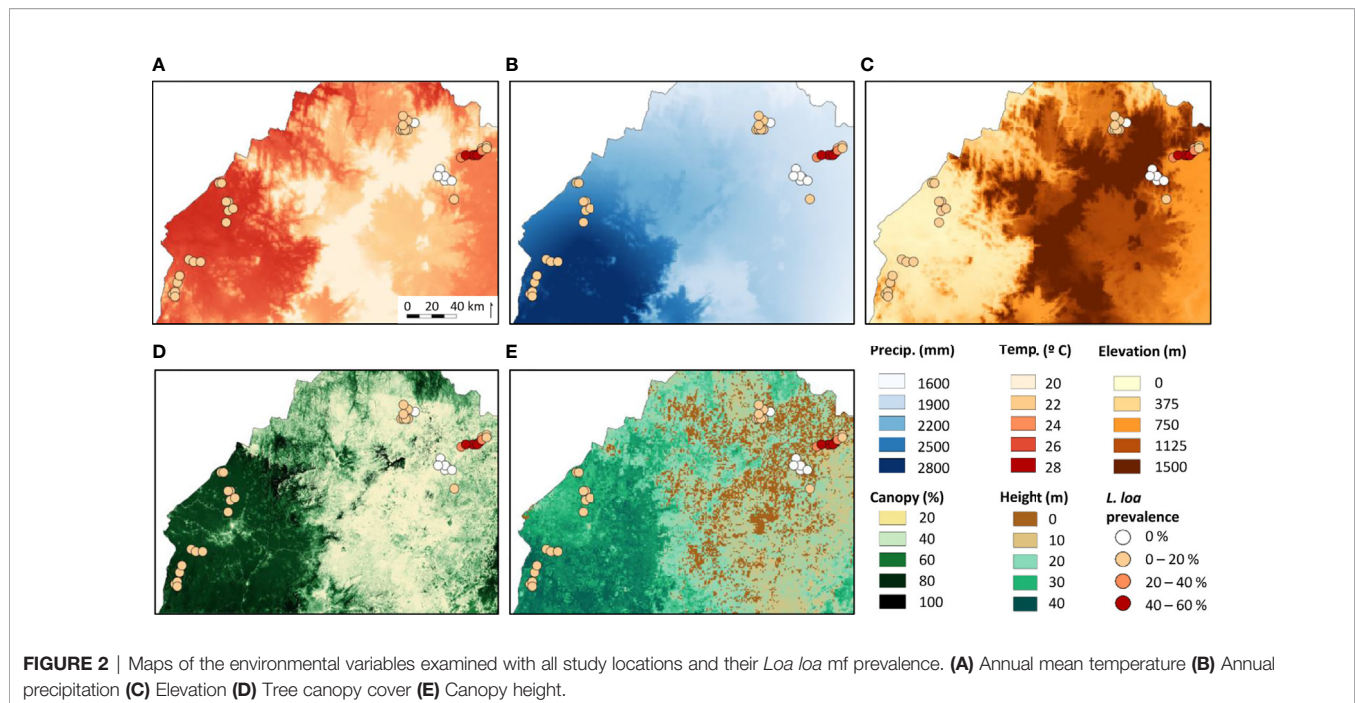 A
B
C
0 20 40 km
D
E
Precip. (mm)
1600
1900
2200
2500
2800
Temp. (º C)
20
22
24
26
28
Elevation (m)
0
375
750
1125
1500
Canopy (%)
20
40
60
80
100
Height (m)
0
10
20
30
40
L. loa
prevalence
0 %
0 – 20 %
20 – 40 %
40 – 60 %
FIGURE 2 | Maps of the environmental variables examined with all study locations and their Loa loa mf prevalence. (A) Annual mean temperature (B) Annual
precipitation (C) Elevation (D) Tree canopy cover (E) Canopy height.